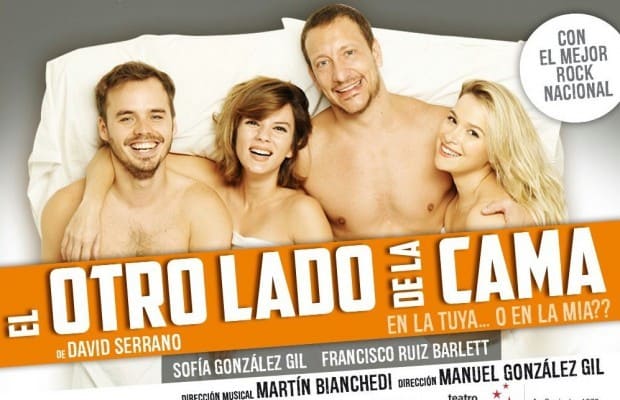 CON
EL MEJOR
ROCK
NACIONAL
EL OTRO LADO DE LA CAMA
EN LA TUYA... O EN LA MIA??
DE DAVID SERRANO
SOFÍA GONZÁLEZ GIL FRANCISCO RUIZ BARLETT
DIRECCIÓN MUSICAL MARTÍN BIANCHEDI DIRECCIÓN MANUEL GONZÁLEZ GIL
teatro